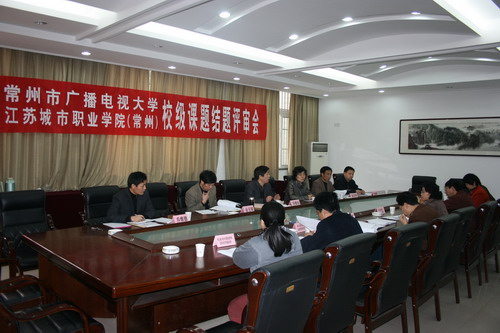 常州市广播电视大学
江苏城市职业学院(常州)
校级课题结题评审会